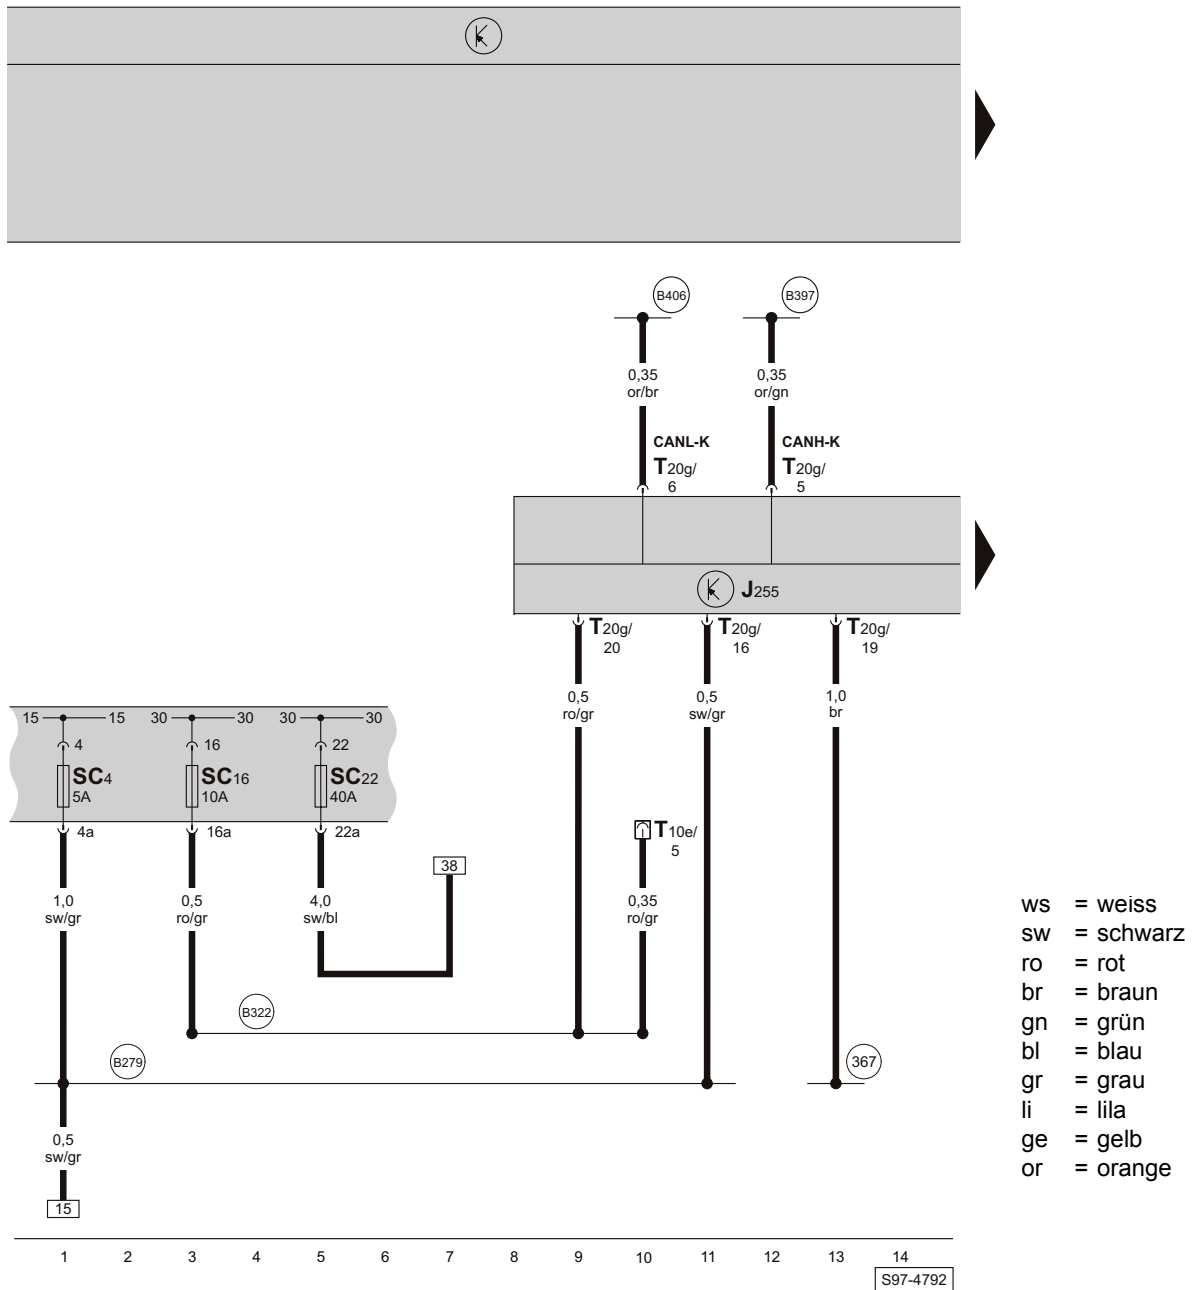 B406
B397
0,35
or/br
0,35
or/gn
CANL-K
T20g/
6
CANH-K
T20g/
5
J255
T20g/
20
T20g/
16
T20g/
19
0,5
ro/gr
0,5
sw/gr
1,0
br
15 15 30 30 30 30
4
16
22
SC4
5A
SC16
10A
SC22
40A
4a
16a
22a
T10e/
5
38
1,0
sw/gr
0,5
ro/gr
4,0
sw/bl
0,35
ro/gr
B322
B279
367
0,5
sw/gr
15
1 2 3 4 5 6 7 8 9 10 11 12 13 14
S97-4792
ws = weiss
sw = schwarz
ro = rot
br = braun
gn = grün
bl = blau
gr = grau
li = lila
ge = gelb
or = orange